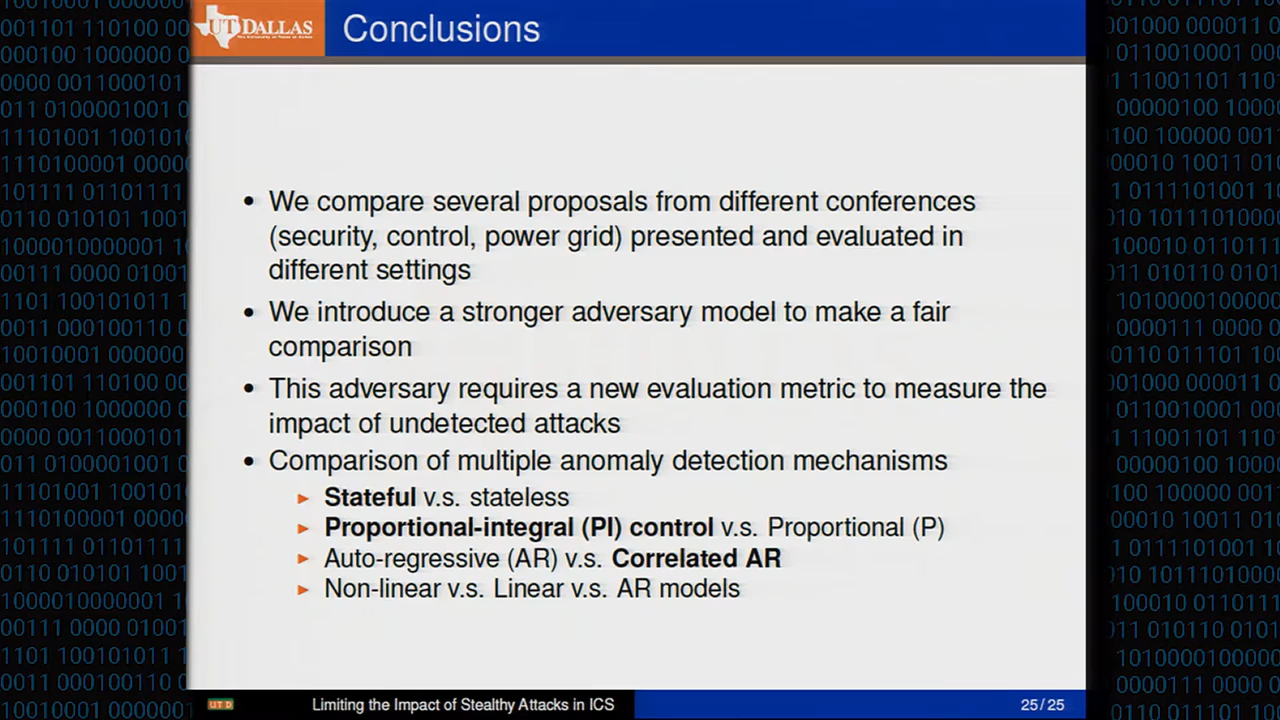 UT DALLAS
Conclusions
• We compare several proposals from different conferences
(security, control, power grid) presented and evaluated in
different settings
• We introduce a stronger adversary model to make a fair
comparison
• This adversary requires a new evaluation metric to measure the
impact of undetected attacks
• Comparison of multiple anomaly detection mechanisms
► Stateful v.s. stateless
► Proportional-integral (PI) control v.s. Proportional (P)
► Auto-regressive (AR) v.s. Correlated AR
► Non-linear v.s. Linear v.s. AR models
UTD
Limiting the Impact of Stealthy Attacks in ICS
25/25